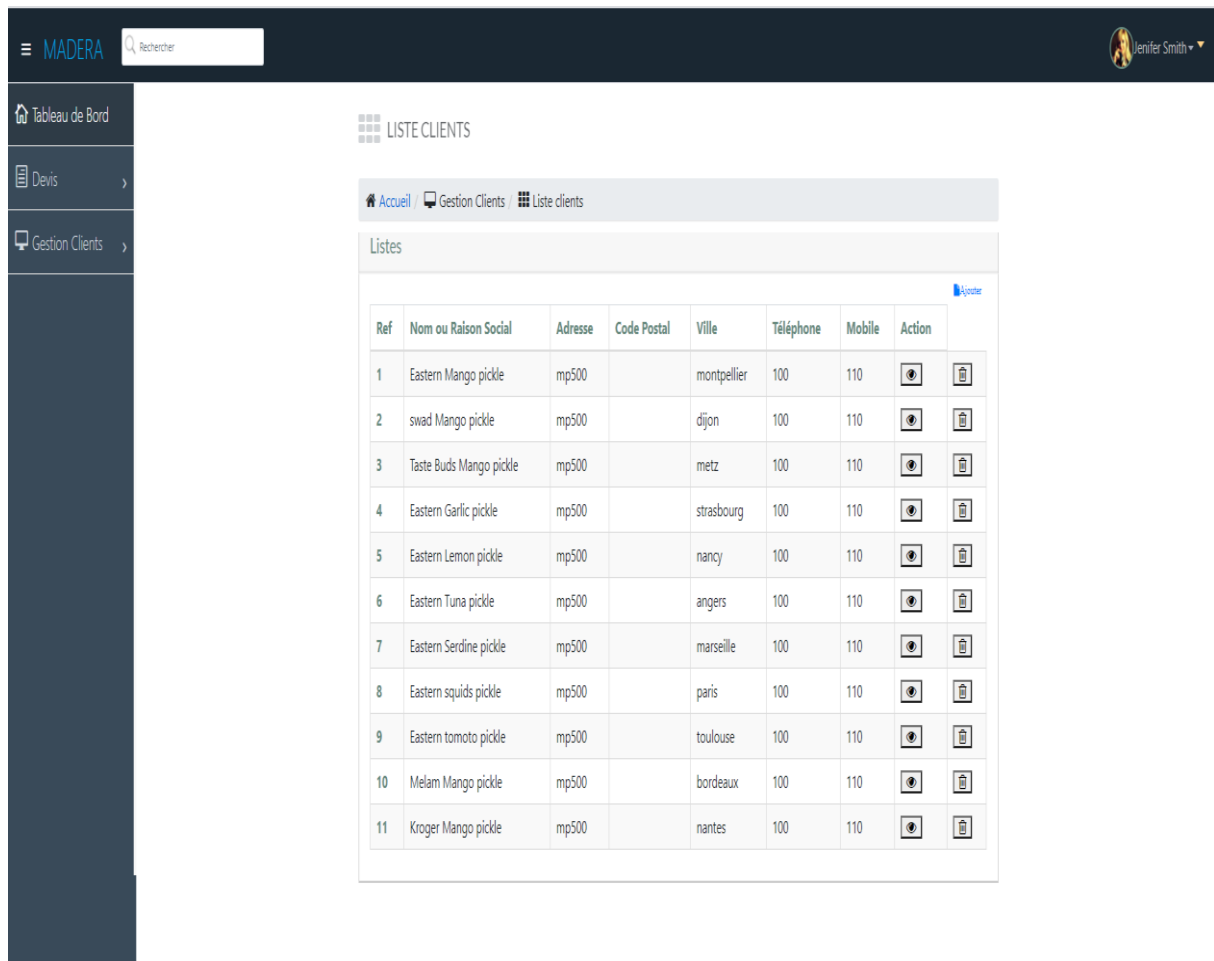 MADERA Rechercher Jenifer Smith
Tableau de Bord
Devis
Gestion Clients
LISTE CLIENTS
Accueil / Gestion Clients / Liste clients
Listes
Ajouter
Ref Nom ou Raison Social Adresse Code Postal Ville Téléphone Mobile Action
1 Eastern Mango pickle mp500 montpellier 100 110
2 swad Mango pickle mp500 dijon 100 110
3 Taste Buds Mango pickle mp500 metz 100 110
4 Eastern Garlic pickle mp500 strasbourg 100 110
5 Eastern Lemon pickle mp500 nancy 100 110
6 Eastern Tuna pickle mp500 angers 100 110
7 Eastern Serdine pickle mp500 marseille 100 110
8 Eastern squids pickle mp500 paris 100 110
9 Eastern tomoto pickle mp500 toulouse 100 110
10 Melam Mango pickle mp500 bordeaux 100 110
11 Kroger Mango pickle mp500 nantes 100 110